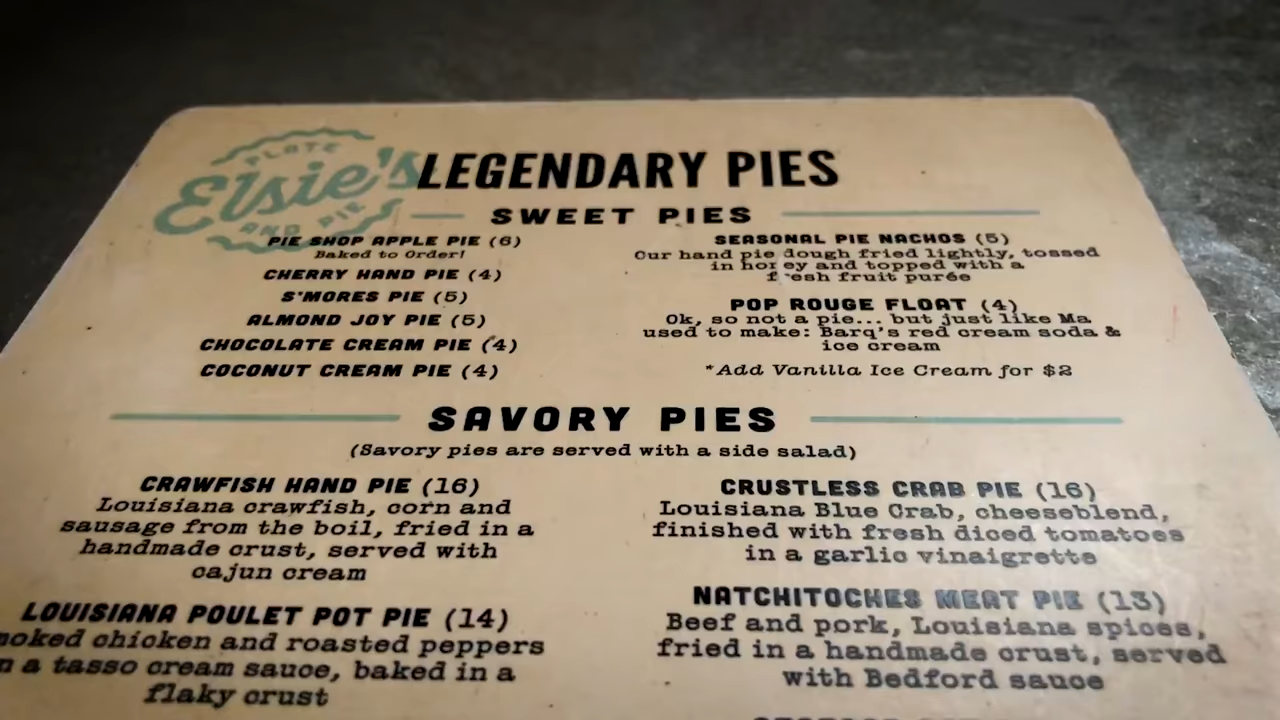 PLATE
Elsie's
AND PIE
LEGENDARY PIES
SWEET PIES
PIE SHOP APPLE PIE (6)
Baked to Order!
CHERRY HAND PIE (4)
S'MORES PIE (5)
ALMOND JOY PIE (5)
CHOCOLATE CREAM PIE (4)
COCONUT CREAM PIE (4)
SEASONAL PIE NACHOS (5)
Our hand pie dough fried lightly, tossed
in honey and topped with a
fresh fruit purée
POP ROUGE FLOAT (4)
Ok, so not a pie... but just like Ma
used to make: Barq's red cream soda &
ice cream
*Add Vanilla Ice Cream for $2
SAVORY PIES
(Savory pies are served with a side salad)
CRAWFISH HAND PIE (16)
Louisiana crawfish, corn and
sausage from the boil, fried in a
handmade crust, served with
cajun cream
LOUISIANA POULET POT PIE (14)
moked chicken and roasted peppers
n a tasso cream sauce, baked in a
flaky crust
CRUSTLESS CRAB PIE (16)
Louisiana Blue Crab, cheeseblend,
finished with fresh diced tomatoes
in a garlic vinaigrette
NATCHITOCHES MEAT PIE (13)
Beef and pork, Louisiana spices,
fried in a handmade crust, served
with Bedford sauce